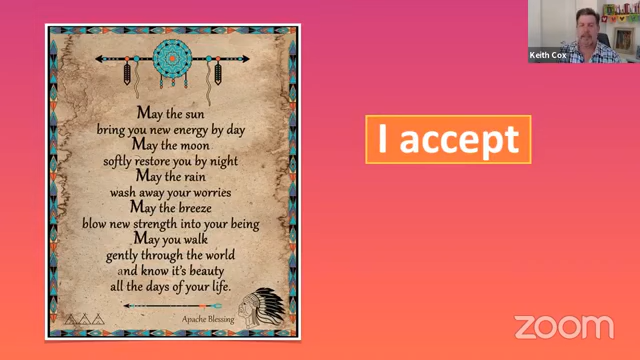 May the sun
bring you new energy by day
May the moon
softly restore you by night
May the rain
wash away your worries
May the breeze
blow new strength into your being
May you walk
gently through the world
and know it's beauty
all the days of your life.
Apache Blessing
I accept
Keith Cox
zoom